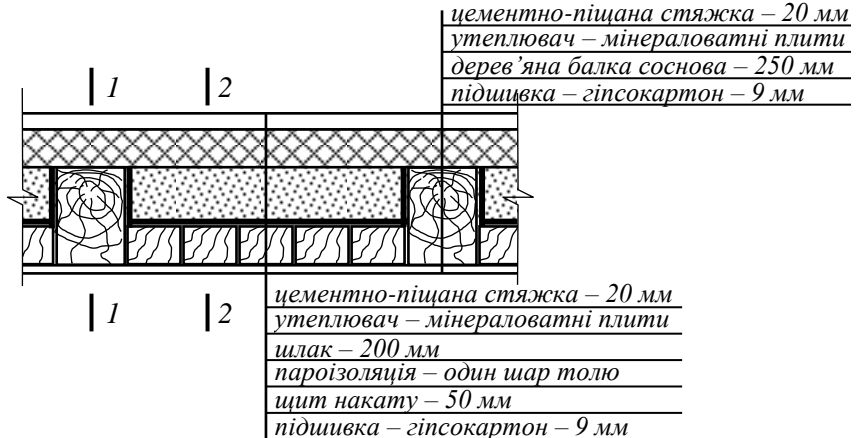 цементно-піщана стяжка – 20 мм
утеплювач – мінераловатні плити
дерев’яна балка соснова – 250 мм
підшивка – гіпсокартон – 9 мм
1 2
1 2
цементно-піщана стяжка – 20 мм
утеплювач – мінераловатні плити
шлак – 200 мм
пароізоляція – один шар толю
щит накату – 50 мм
підшивка – гіпсокартон – 9 мм